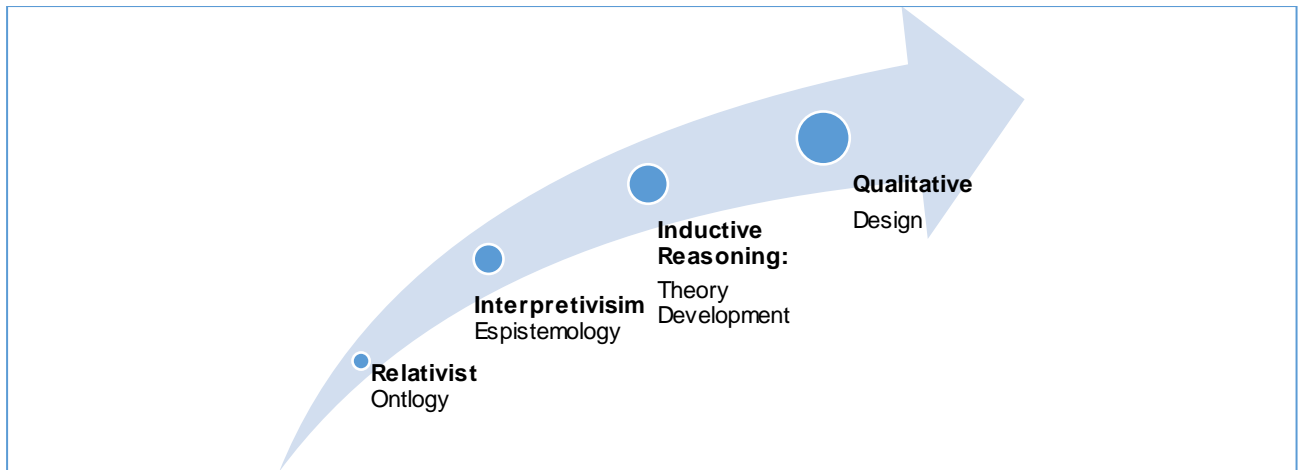 Relativist
Ontlogy
Interpretivisim
Espistemology
Inductive
Reasoning:
Theory
Development
Qualitative
Design